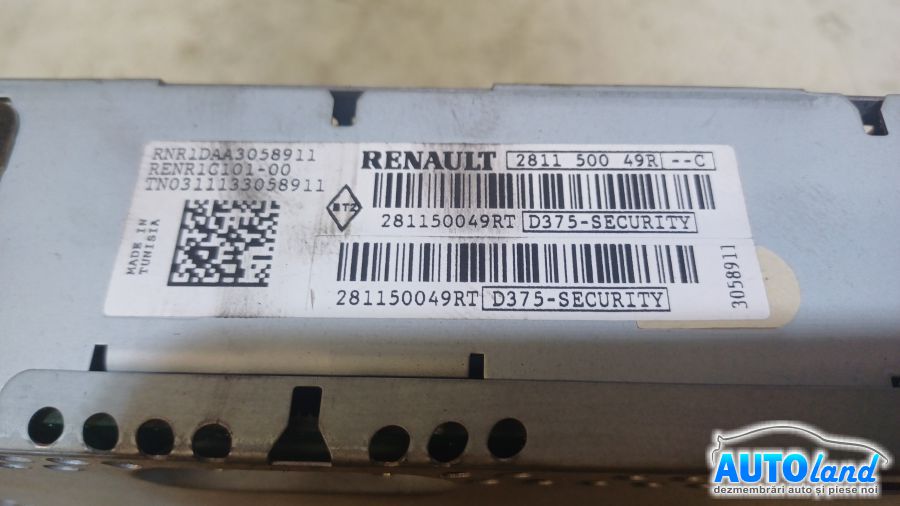 RNR1DAA3058911
RENR1C101-00
TN0311133058911
MADE IN
TUNISIA
RENAULT 2811 500 49R --C
281150049RT D375-SECURITY
281150049RT D375-SECURITY
3058911
AUTOland
dezmembrări auto și piese noi